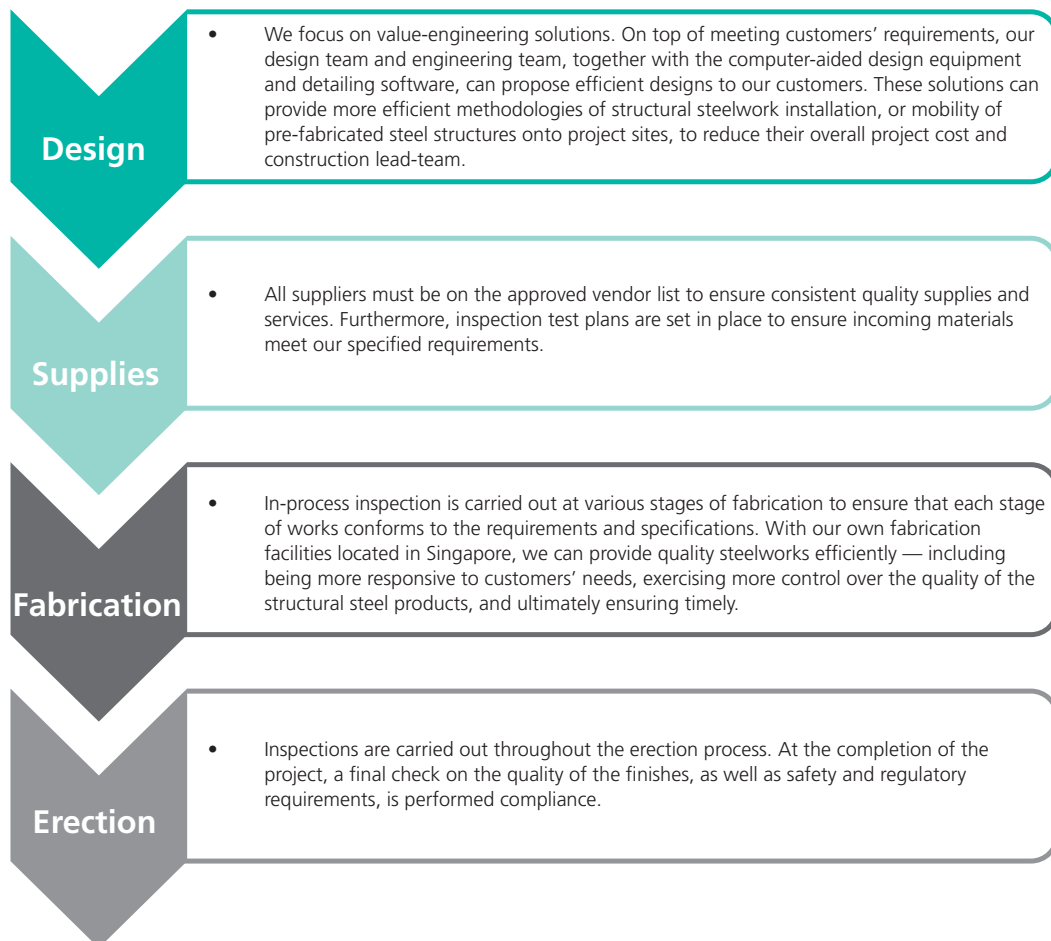 Design
• We focus on value-engineering solutions. On top of meeting customers’ requirements, our
design team and engineering team, together with the computer-aided design equipment
and detailing software, can propose efficient designs to our customers. These solutions can
provide more efficient methodologies of structural steelwork installation, or mobility of
pre-fabricated steel structures onto project sites, to reduce their overall project cost and
construction lead-team.
Supplies
• All suppliers must be on the approved vendor list to ensure consistent quality supplies and
services. Furthermore, inspection test plans are set in place to ensure incoming materials
meet our specified requirements.
Fabrication
• In-process inspection is carried out at various stages of fabrication to ensure that each stage
of works conforms to the requirements and specifications. With our own fabrication
facilities located in Singapore, we can provide quality steelworks efficiently — including
being more responsive to customers’ needs, exercising more control over the quality of the
structural steel products, and ultimately ensuring timely.
Erection
• Inspections are carried out throughout the erection process. At the completion of the
project, a final check on the quality of the finishes, as well as safety and regulatory
requirements, is performed compliance.